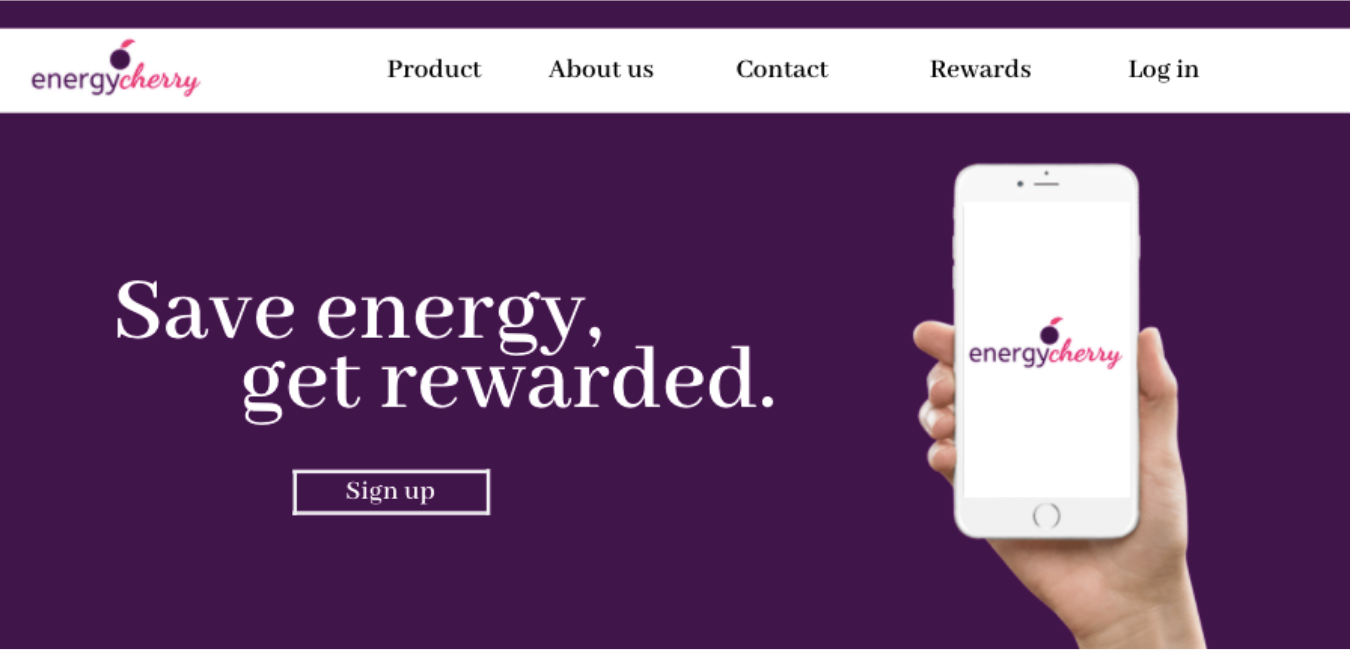 energycherry
Product
About us
Contact
Rewards
Log in
Save energy,
get rewarded.
Sign up
energycherry